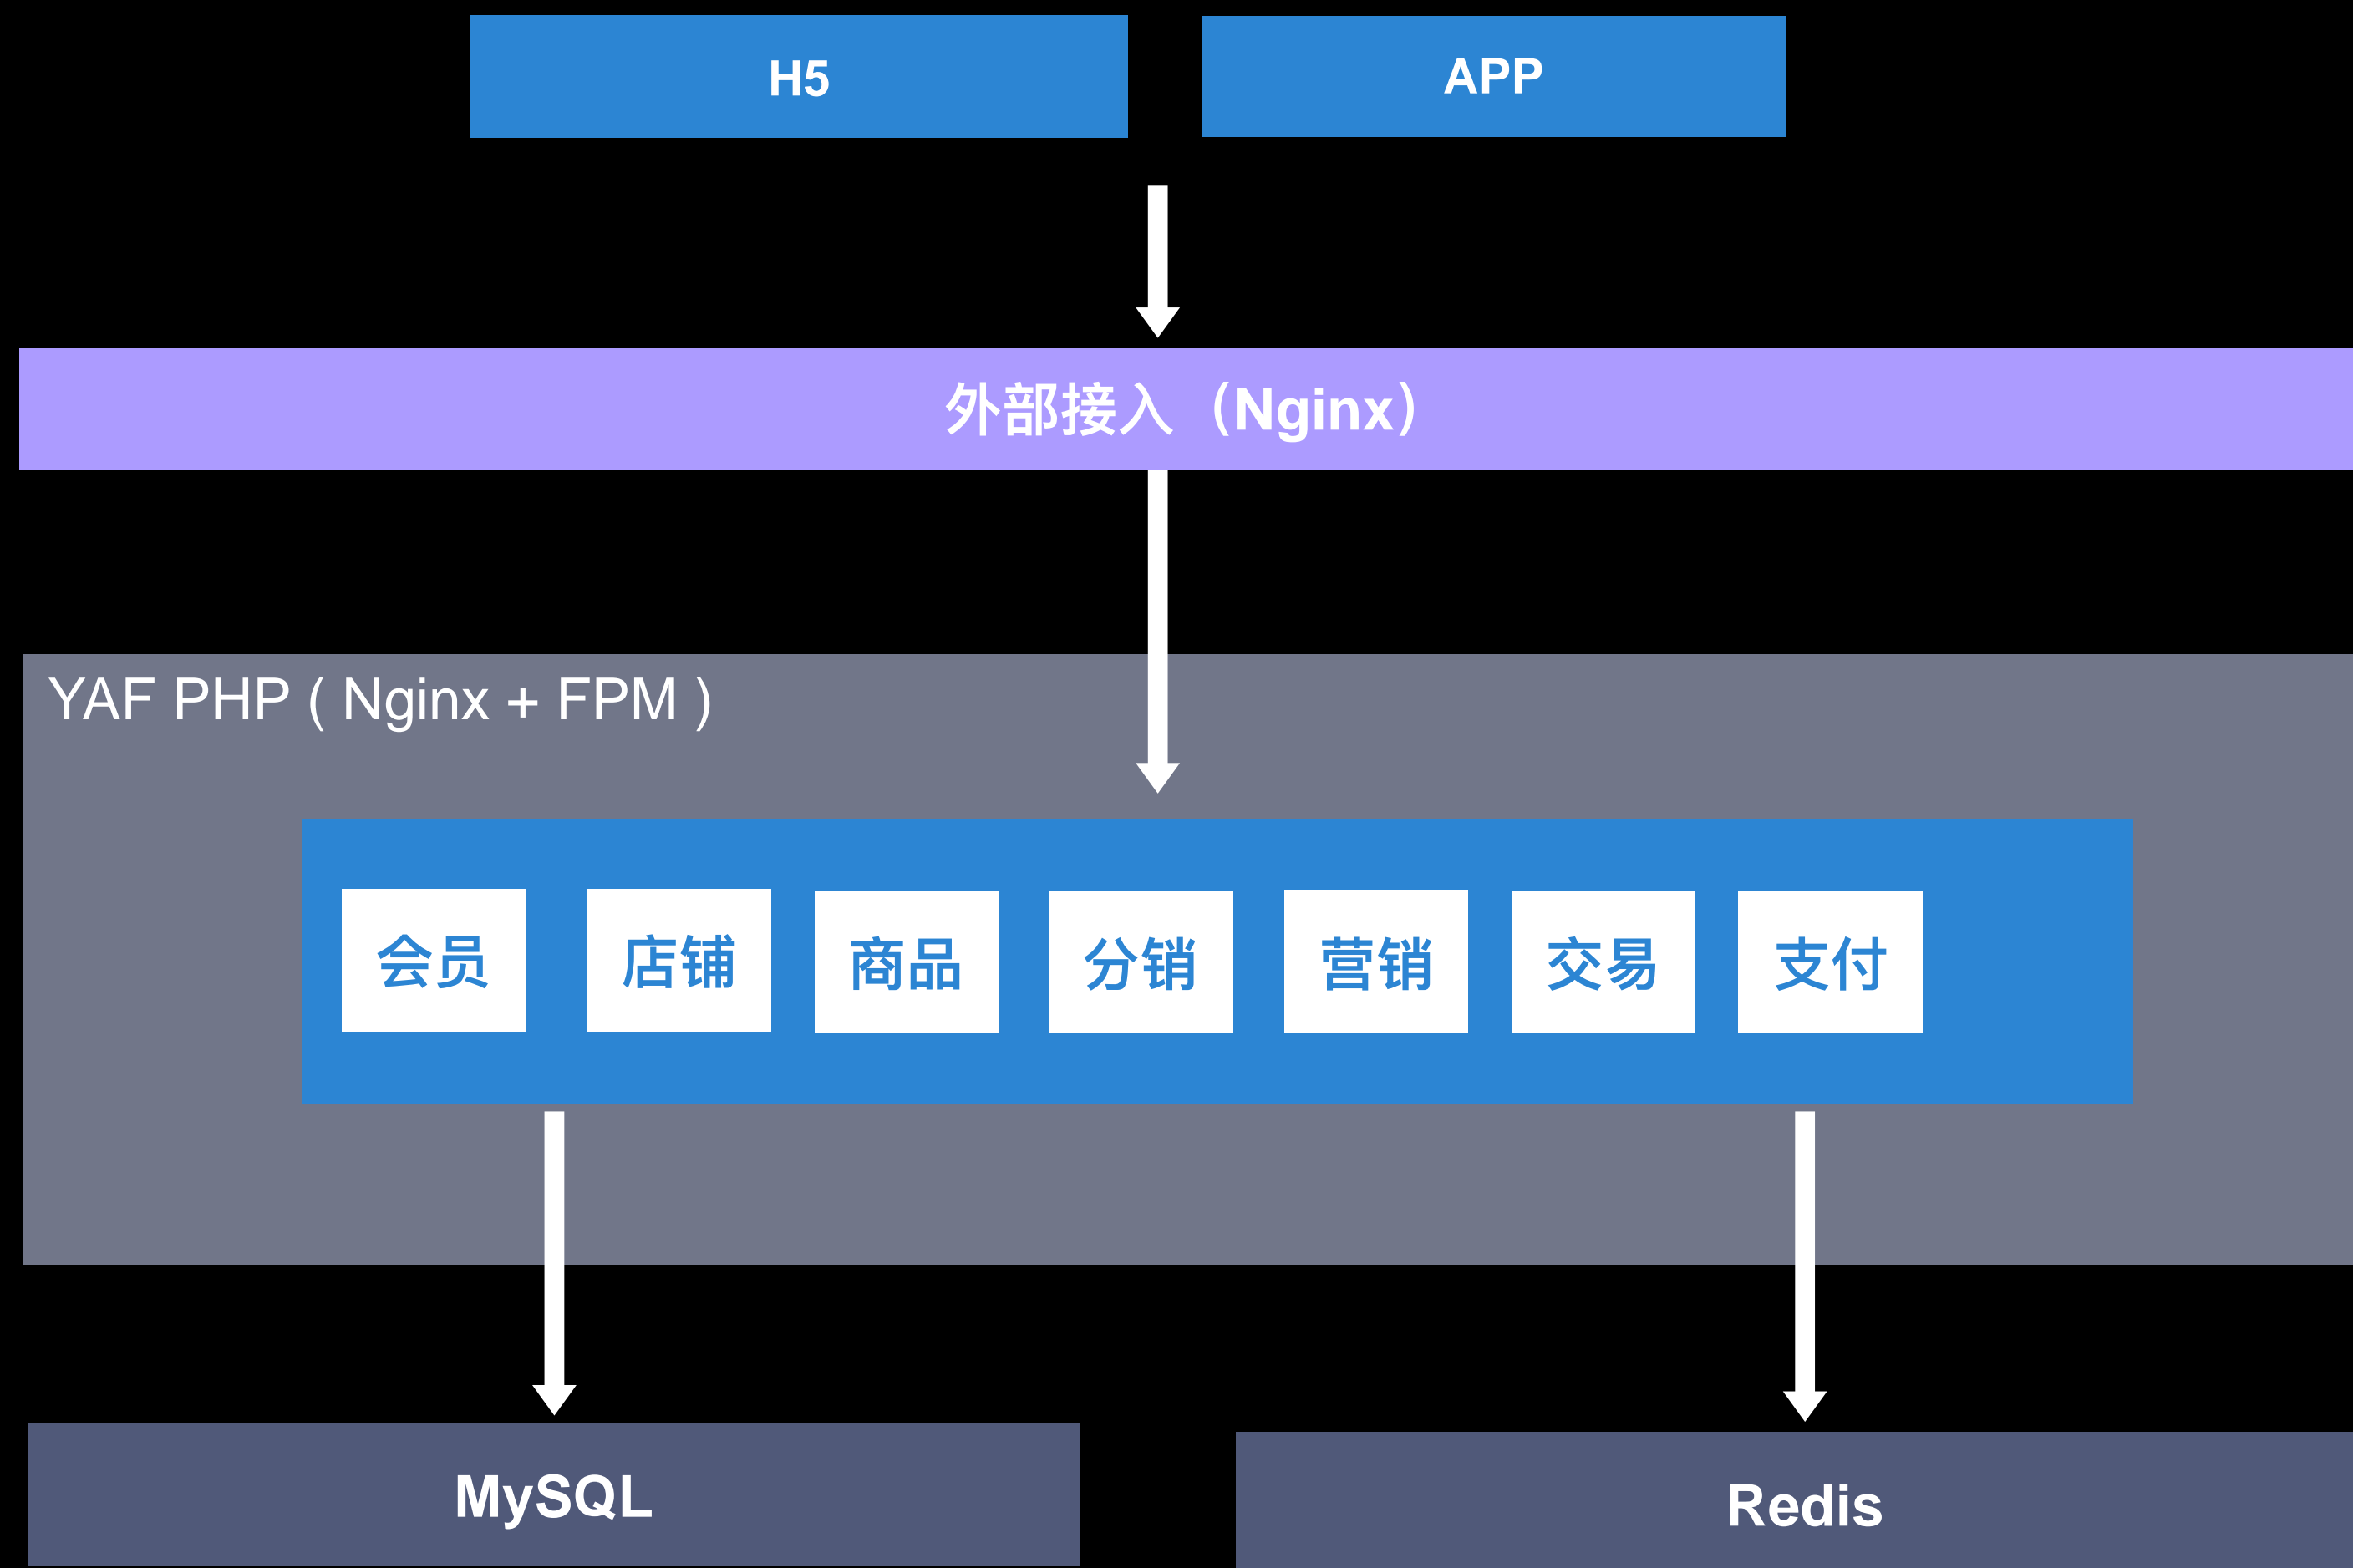 H5
APP
外部接入（Nginx）
YAF PHP ( Nginx + FPM )
会员
店铺
商品
分销
营销
交易
支付
MySQL
Redis